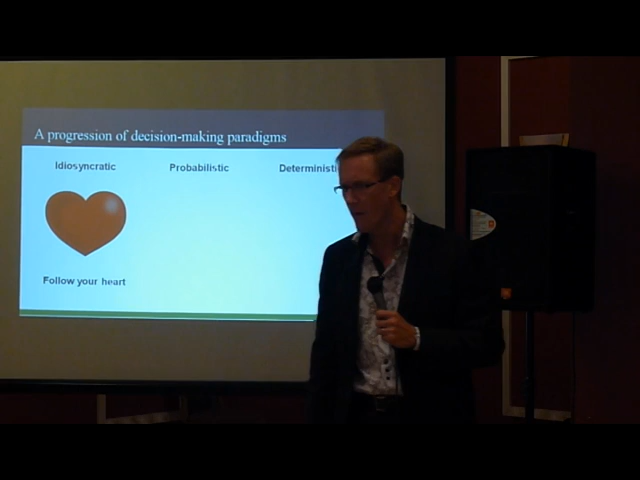 A progression of decision-making paradigms
Idiosyncratic Probabilistic Deterministi
Follow your heart